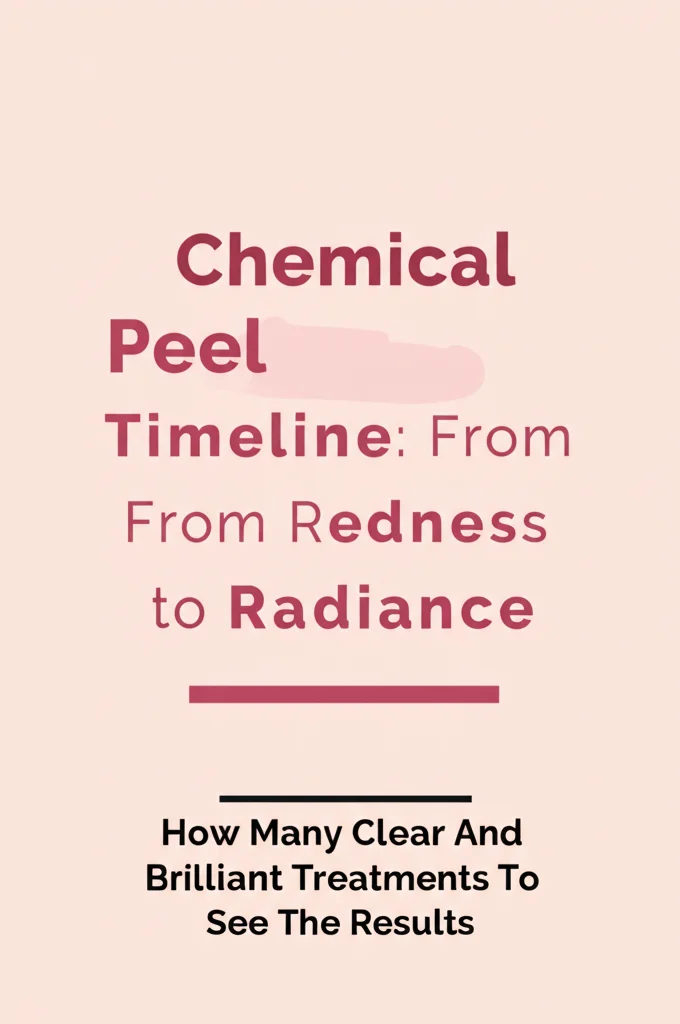 Chemical
Peel
Timeline: From
From Redness
to Radiance
How Many Clear And
Brilliant Treatments To
See The Results